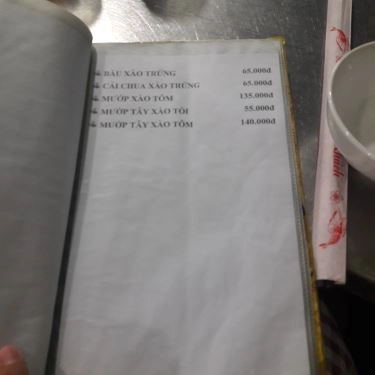 BẦU XÀO TRỨNG 65.000đ
CẢI CHUA XÀO TRỨNG 65.000đ
MƯỚP XÀO TÔM 135.000đ
MƯỚP TÂY XÀO TỎI 55.000đ
MƯỚP TÂY XÀO TÔM 140.000đ